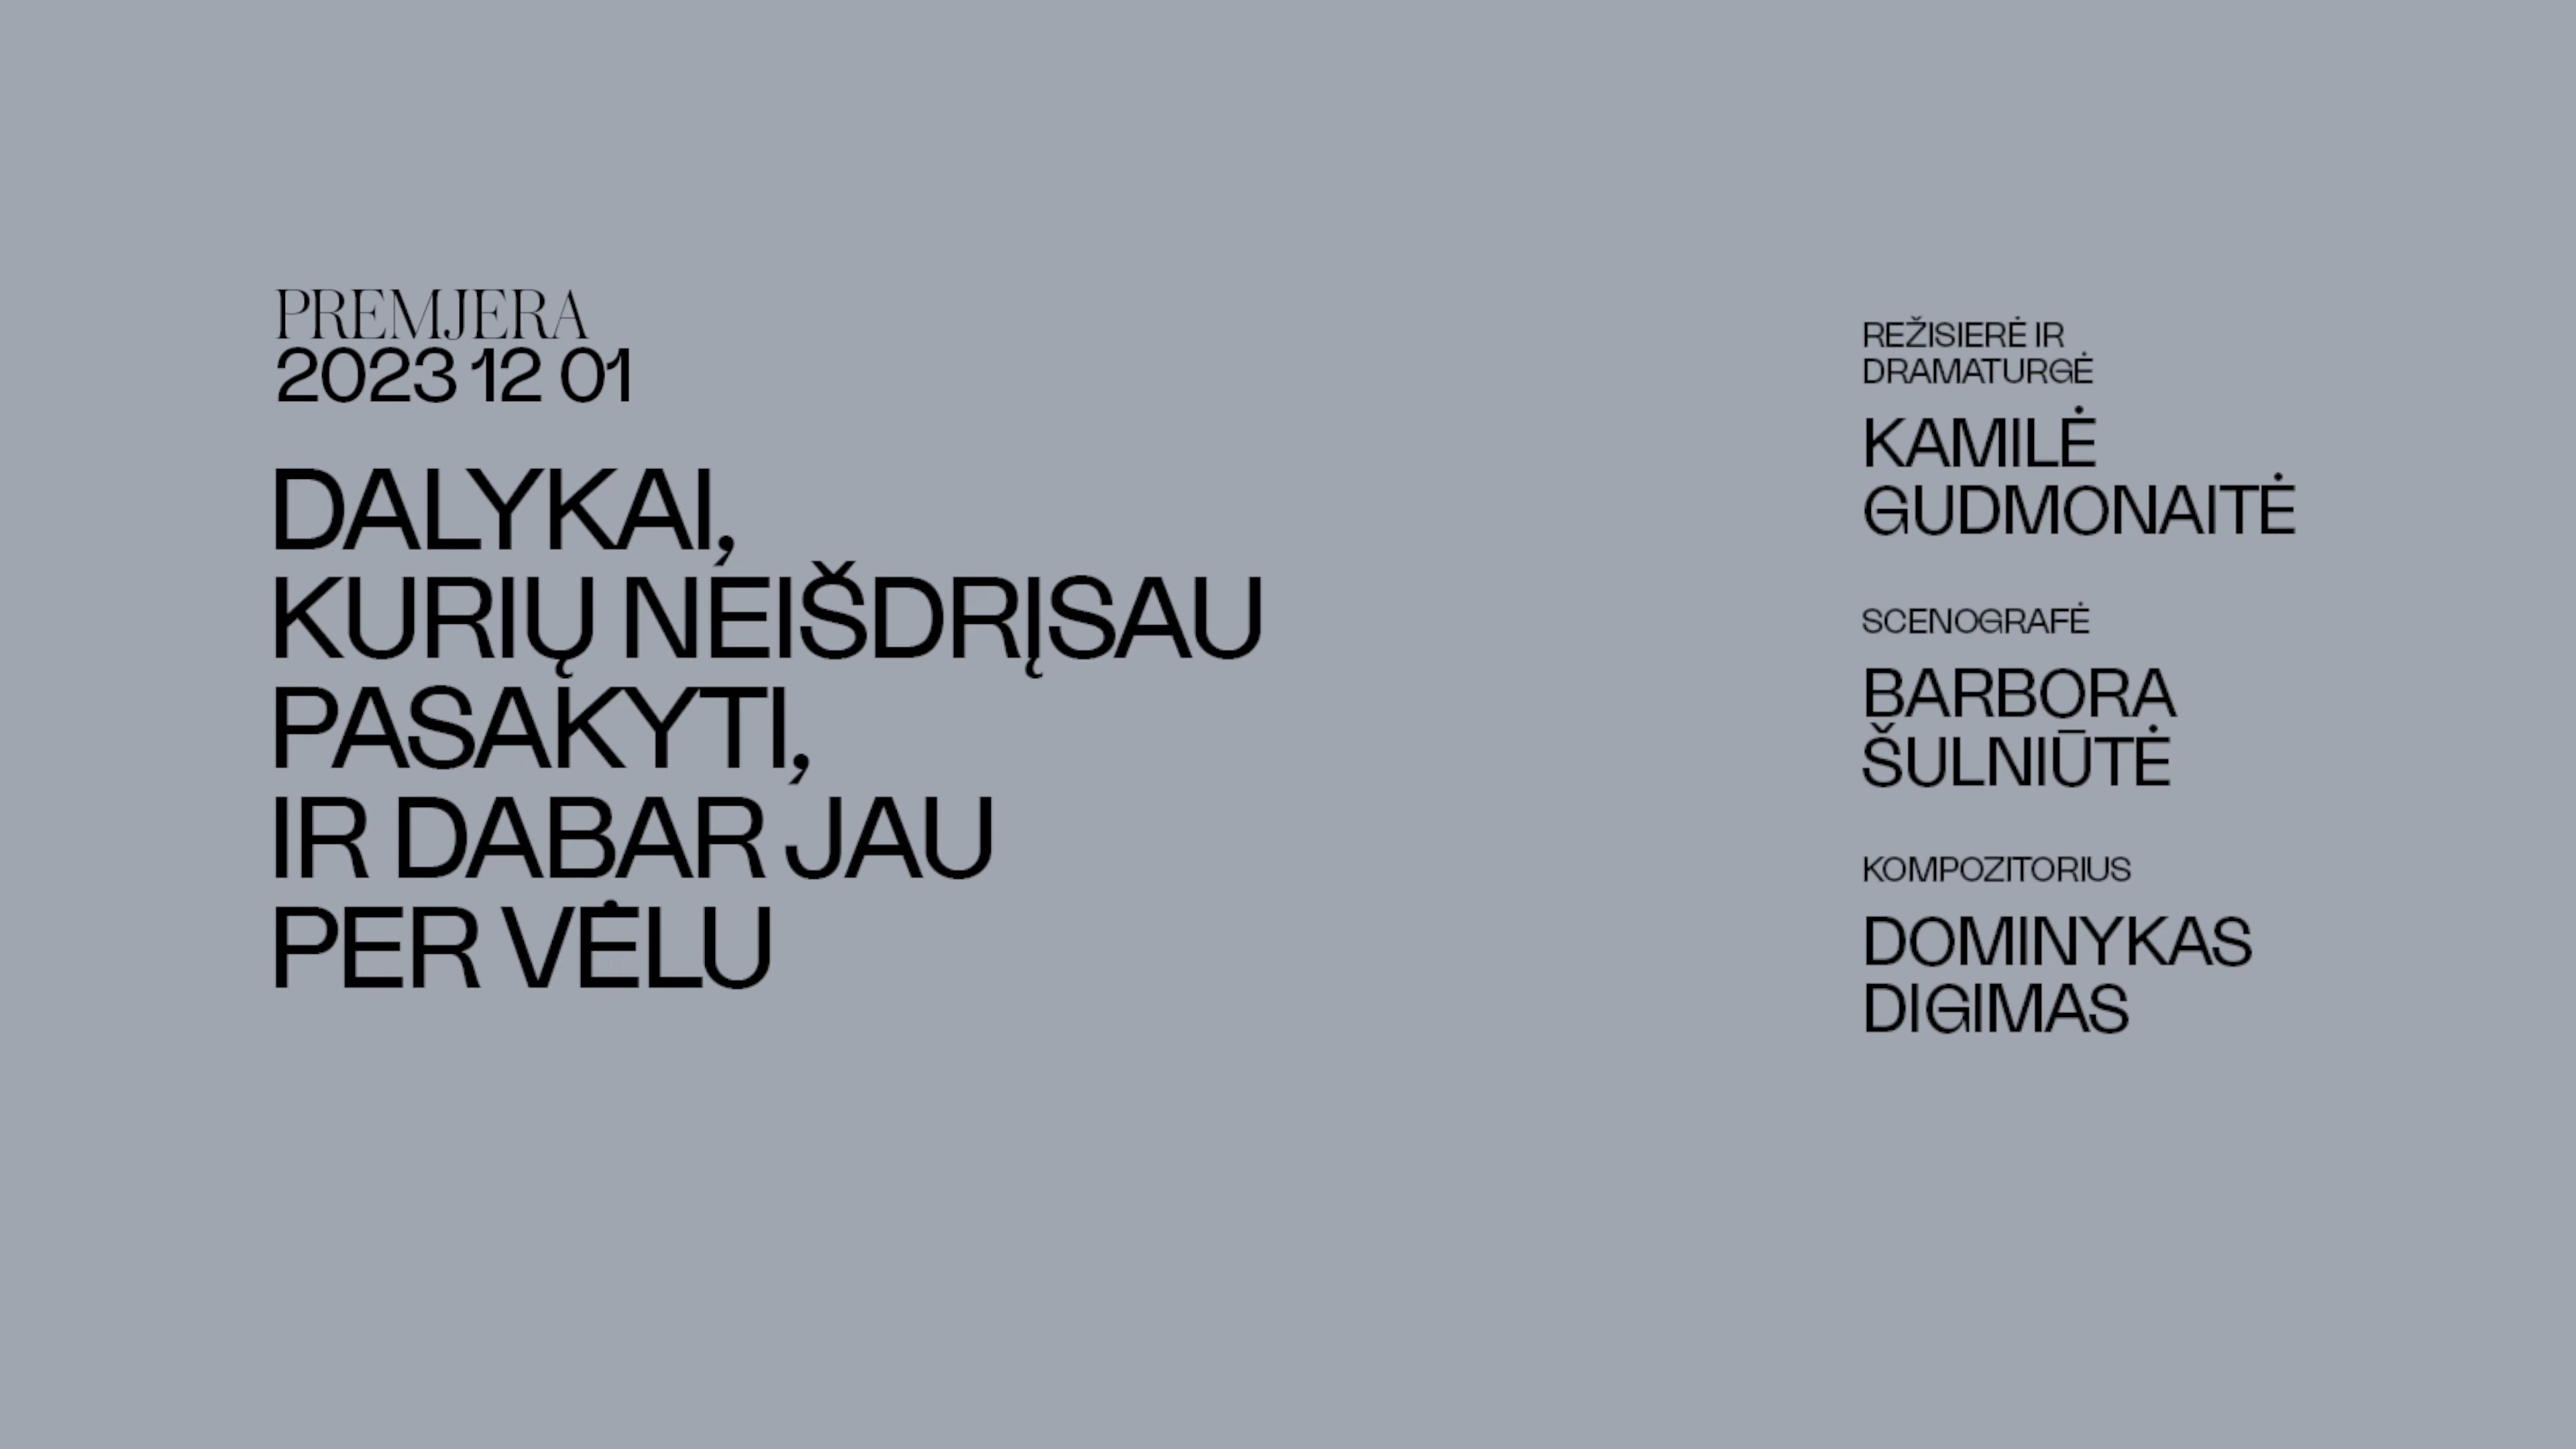 PREMJERA
2023 12 01
DALYKAI,
KURIŲ NEIŠDRĮSAU
PASAKYTI,
IR DABAR JAU
PER VĖLU
REŽISIERĖ IR
DRAMATURGĖ
KAMILĖ
GUDMONAITĖ
SCENOGRAFĖ
BARBORA
ŠULNIŪTĖ
KOMPOZITORIUS
DOMINYKAS
DIGIMAS